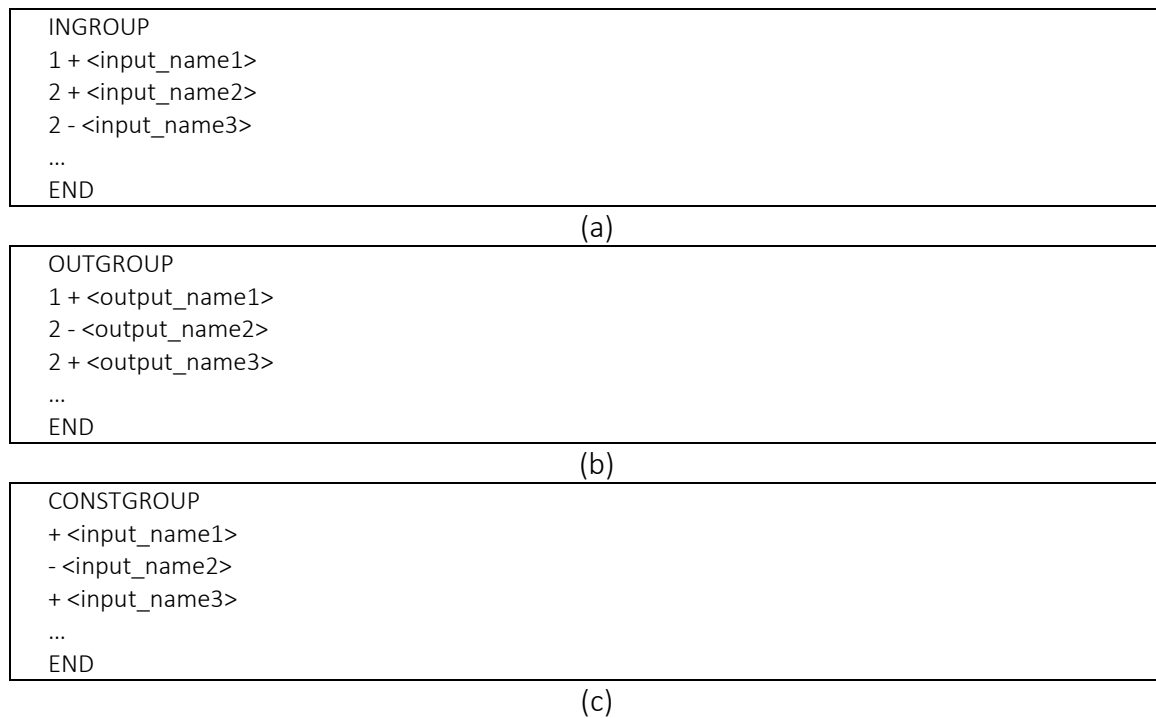 INGROUP
1 + <input_name1>
2 + <input_name2>
2 - <input_name3>
…
END
(a)
OUTGROUP
1 + <output_name1>
2 - <output_name2>
2 + <output_name3>
…
END
(b)
CONSTGROUP
+ <input_name1>
- <input_name2>
+ <input_name3>
…
END
(c)